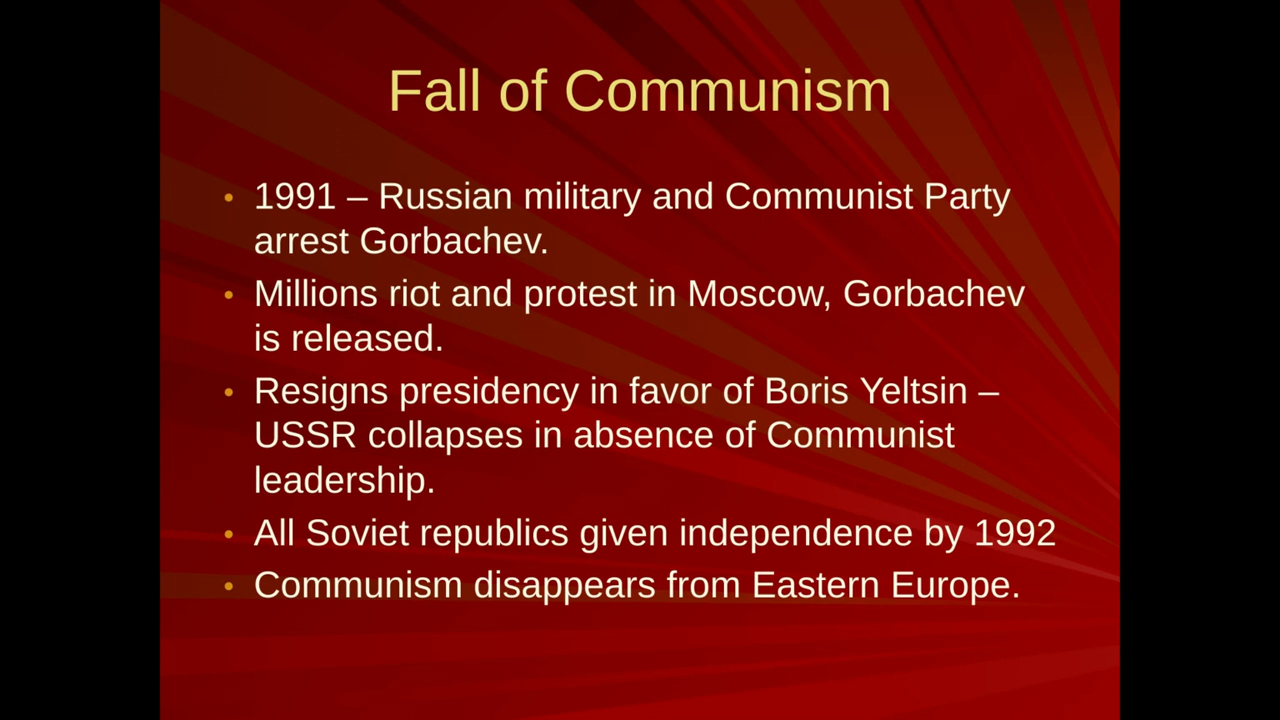 Fall of Communism
• 1991 – Russian military and Communist Party
arrest Gorbachev.
• Millions riot and protest in Moscow, Gorbachev
is released.
• Resigns presidency in favor of Boris Yeltsin –
USSR collapses in absence of Communist
leadership.
• All Soviet republics given independence by 1992
• Communism disappears from Eastern Europe.